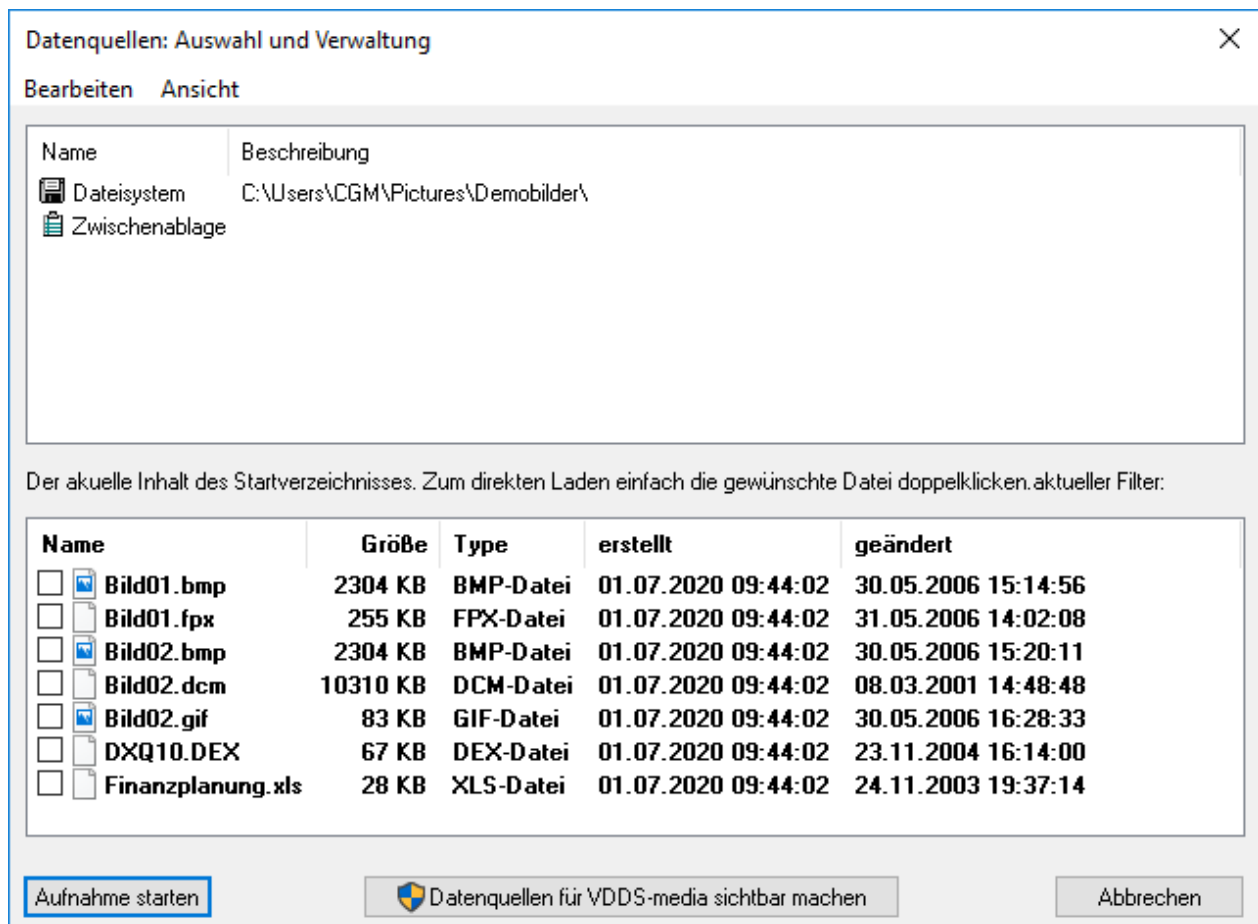 Datenquellen: Auswahl und Verwaltung
Bearbeiten Ansicht
Name Beschreibung
Dateisystem C:\Users\CGM\Pictures\Demobilder\
Zwischenablage
Der akuelle Inhalt des Startverzeichnisses. Zum direkten Laden einfach die gewünschte Datei doppelklicken.aktueller Filter:
Name Größe Type erstellt geändert
Bild01.bmp 2304 KB BMP-Datei 01.07.2020 09:44:02 30.05.2006 15:14:56
Bild01.fpx 255 KB FPX-Datei 01.07.2020 09:44:02 31.05.2006 14:02:08
Bild02.bmp 2304 KB BMP-Datei 01.07.2020 09:44:02 30.05.2006 15:20:11
Bild02.dcm 10310 KB DCM-Datei 01.07.2020 09:44:02 08.03.2001 14:48:48
Bild02.gif 83 KB GIF-Datei 01.07.2020 09:44:02 30.05.2006 16:28:33
DXQ10.DEX 67 KB DEX-Datei 01.07.2020 09:44:02 23.11.2004 16:14:00
Finanzplanung.xls 28 KB XLS-Datei 01.07.2020 09:44:02 24.11.2003 19:37:14
Aufnahme starten Datenquellen für VDDS-media sichtbar machen Abbrechen